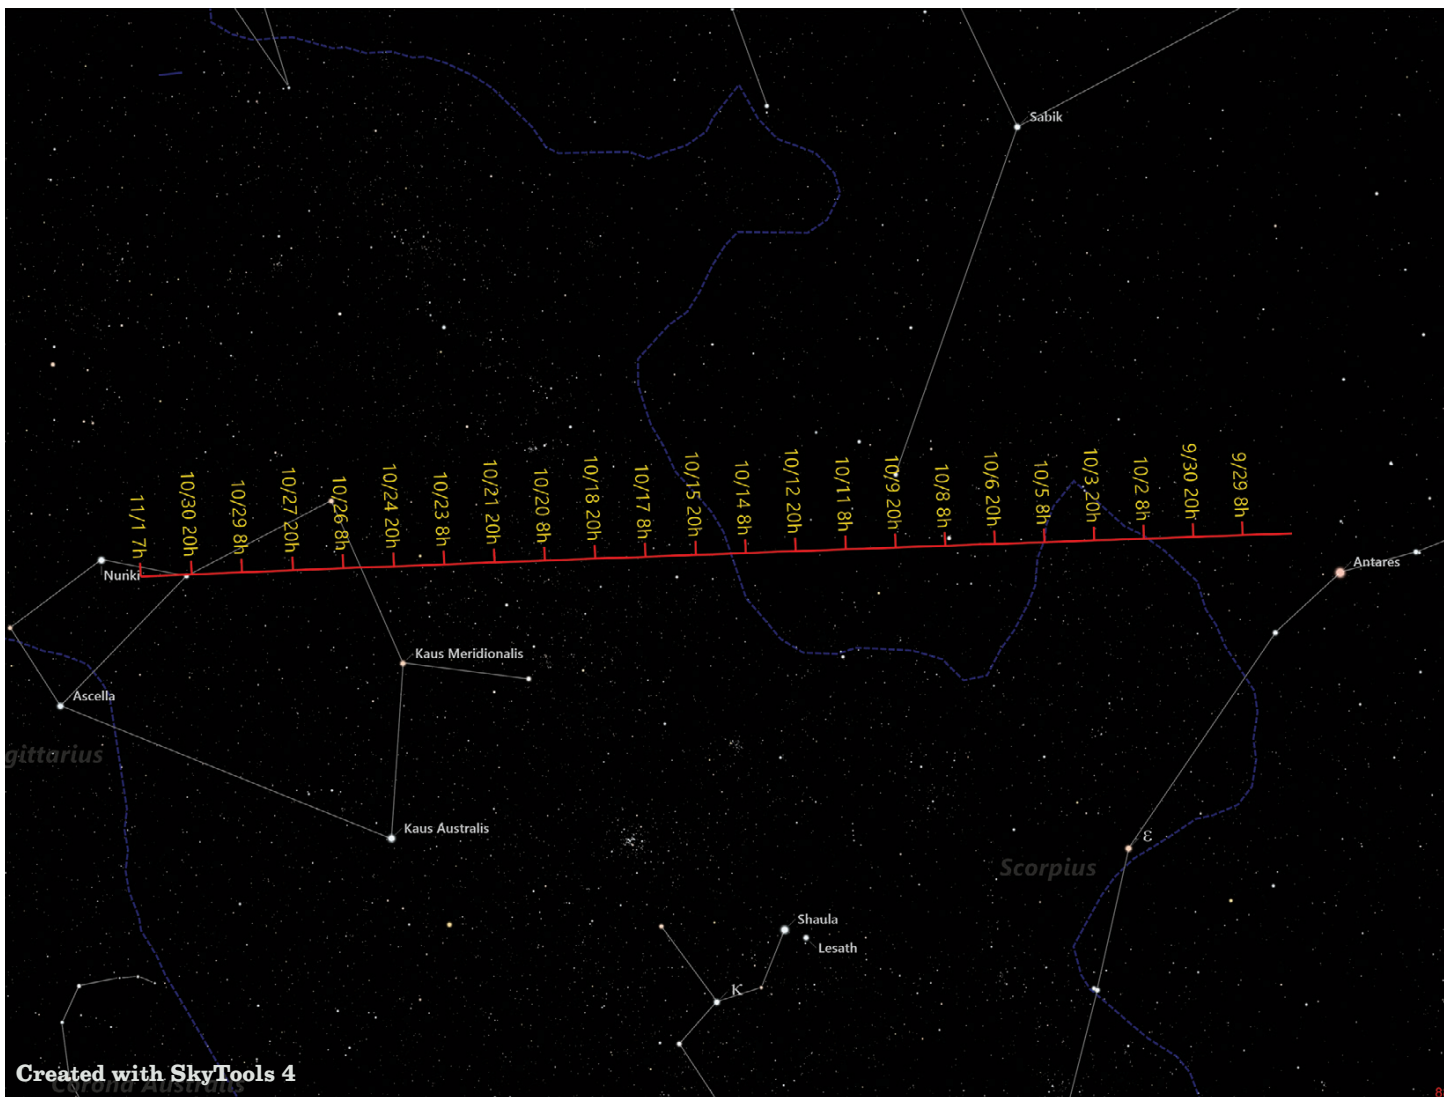 Sabik
11/1 7h
10/30 20h
10/29 8h
10/27 20h
10/26 8h
10/24 20h
10/23 8h
10/21 20h
10/20 8h
10/18 20h
10/17 8h
10/15 20h
10/14 8h
10/12 20h
10/11 8h
10/9 20h
10/8 8h
10/6 20h
10/5 8h
10/3 20h
10/2 8h
9/30 20h
9/29 8h
Antares
Nunki
Kaus Meridionalis
Ascella
gittarius
Kaus Australis
ε
Scorpius
Shaula
Lesath
κ
Created with SkyTools 4
Corona Australis
8